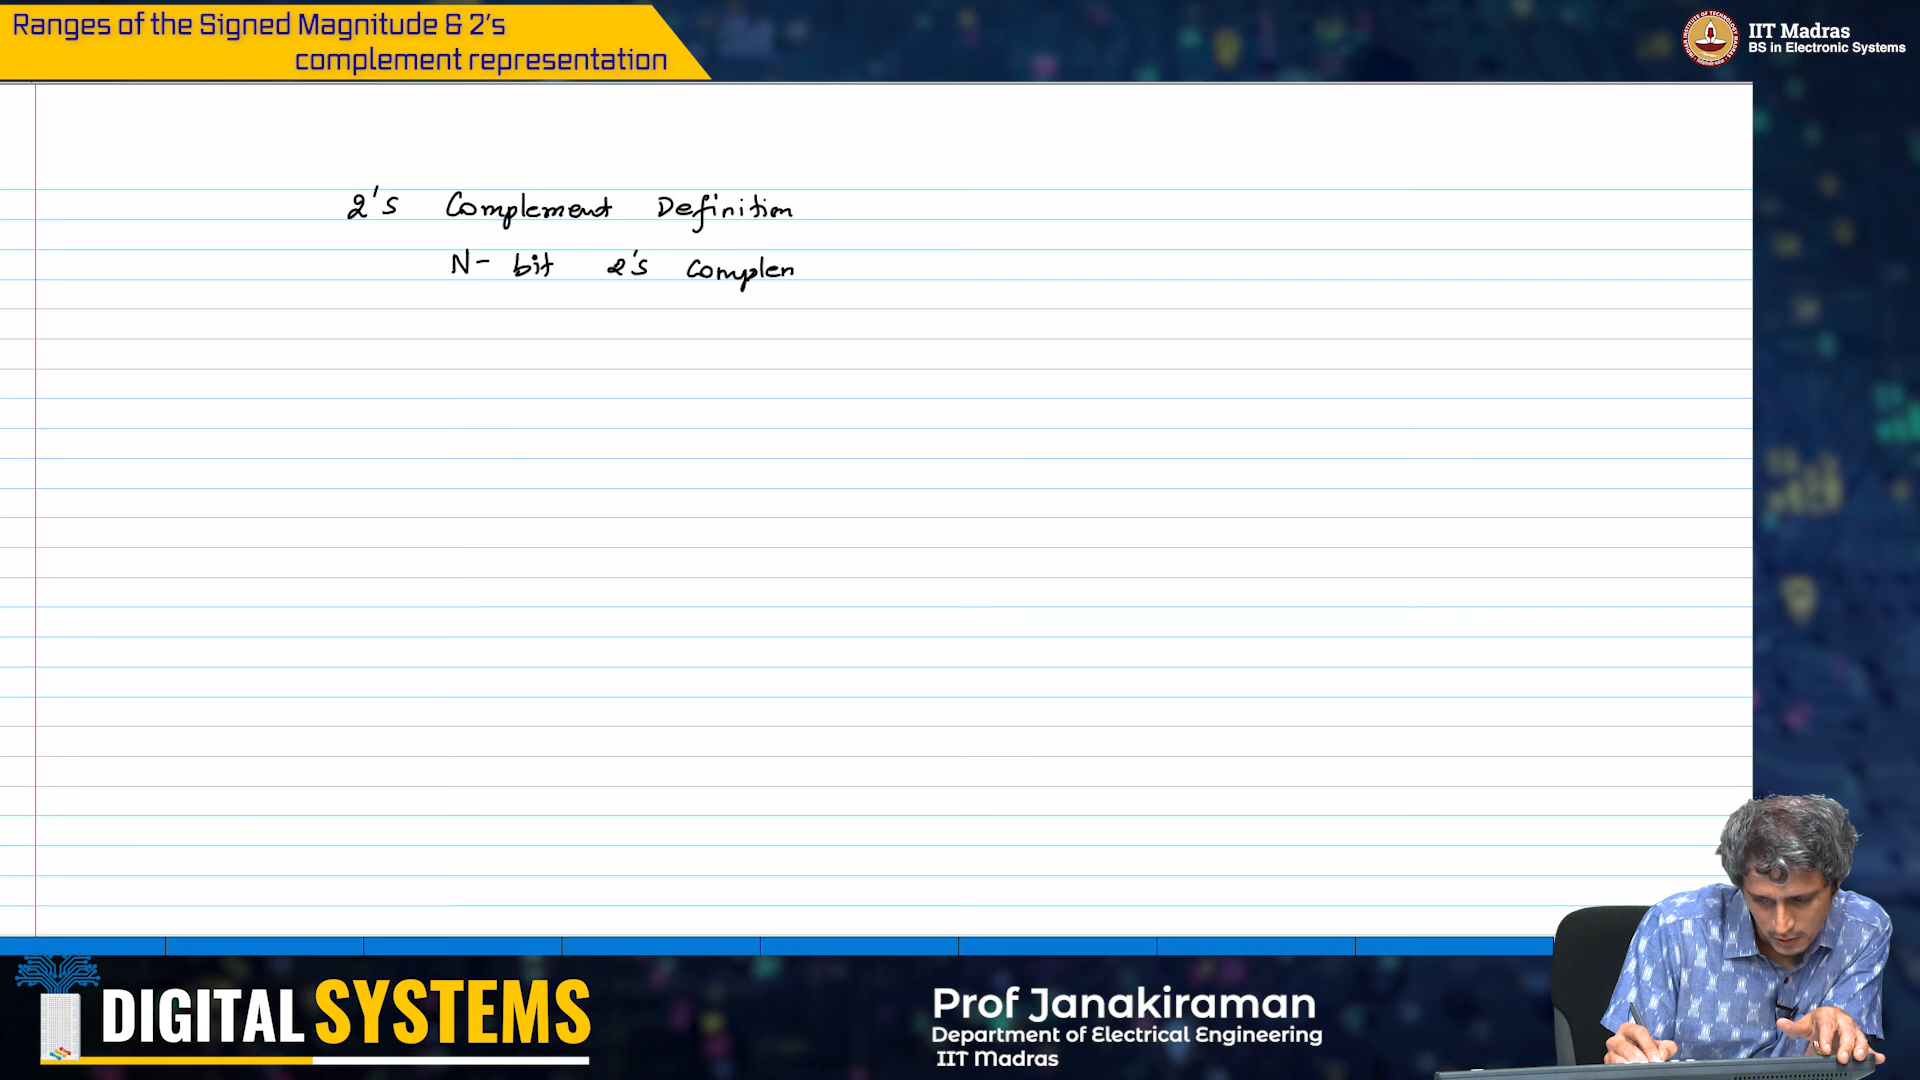 Ranges of the Signed Magnitude & 2's
complement representation
IIT Madras
BS in Electronic Systems
2's Complement Definition
N- bit 2's Complen
DIGITAL SYSTEMS
Prof Janakiraman
Department of Electrical Engineering
IIT Madras